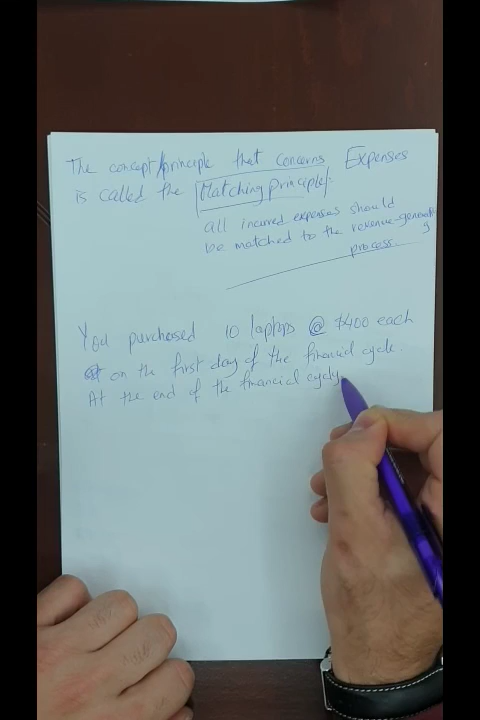 The concept/principle that concerns Expenses
is called the Matching principle.
all incurred expenses should
be matched to the revenue-generating
process.
You purchased 10 laptops @ $400 each
on the first day of the financial cycle.
At the end of the financial cycly